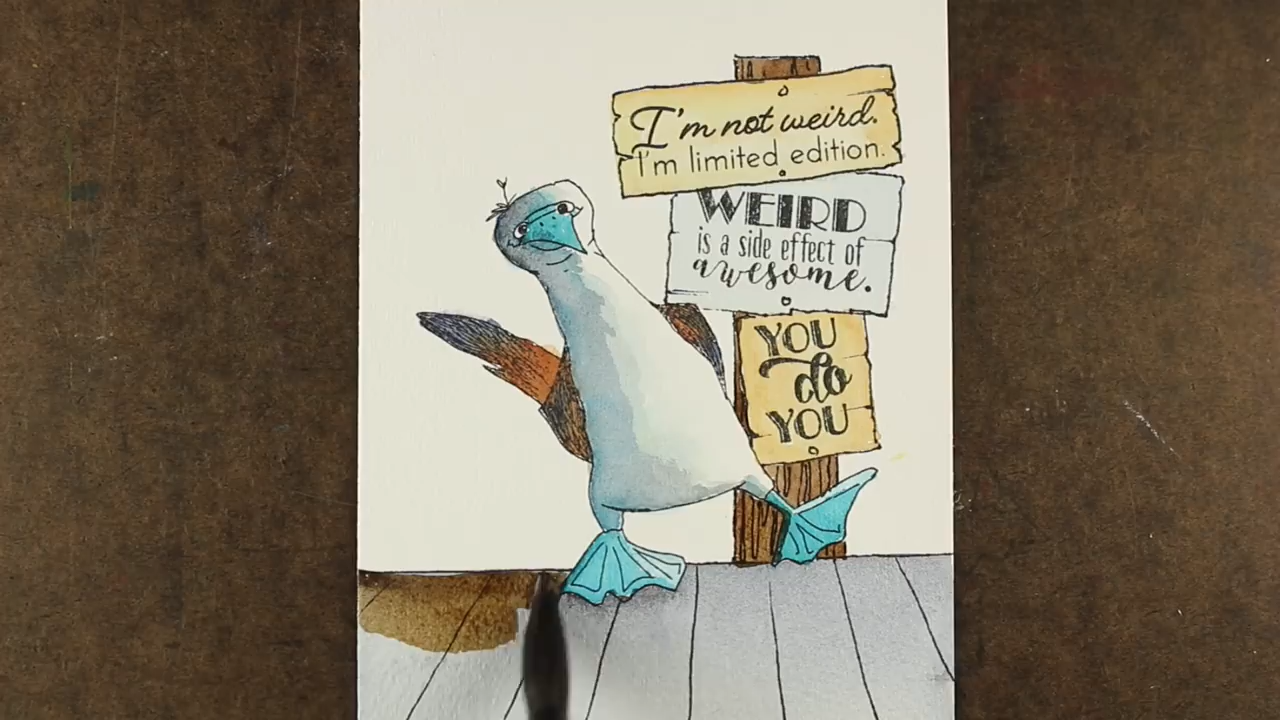 I'm not weird.
I'm limited edition.
WEIRD
is a side effect of
awesome.
YOU
do
YOU